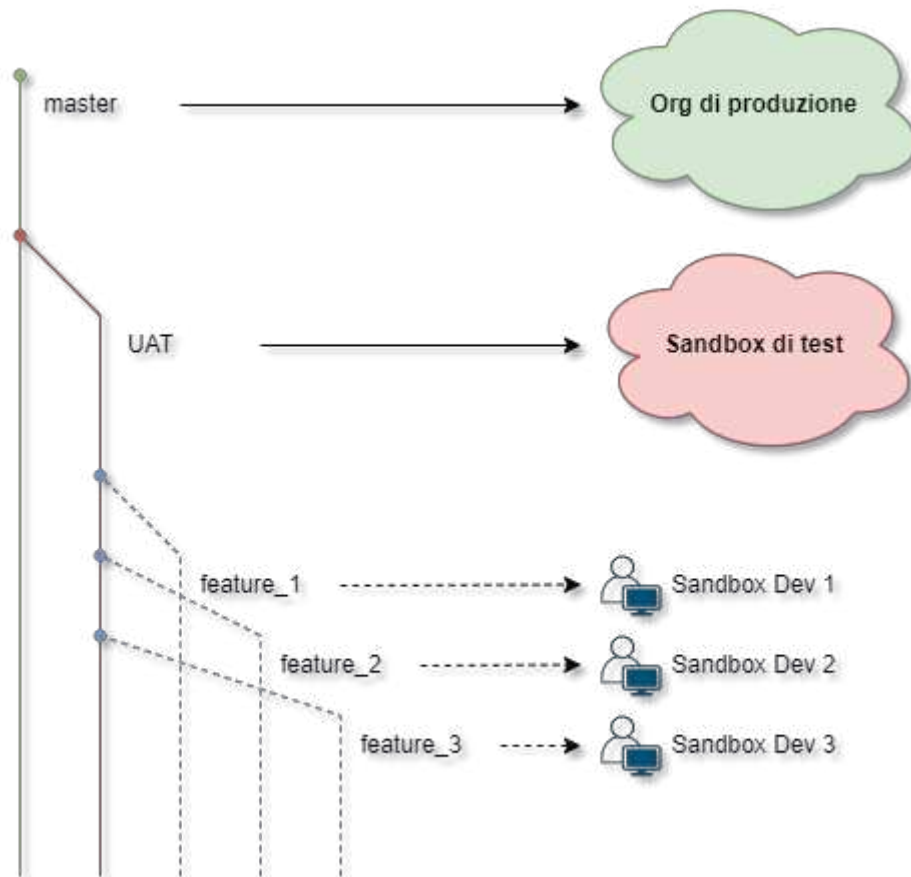 master
Org di produzione
UAT
Sandbox di test
feature_1
Sandbox Dev 1
feature_2
Sandbox Dev 2
feature_3
Sandbox Dev 3